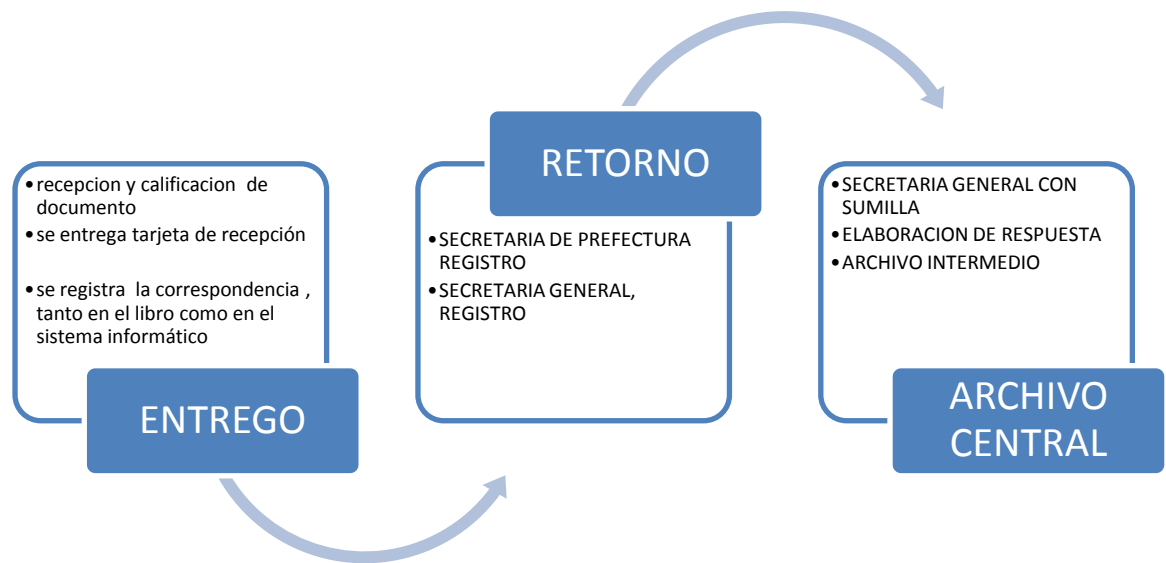 •recepcion y calificacion de
documento
•se entrega tarjeta de recepción
•se registra la correspondencia ,
tanto en el libro como en el
sistema informático
ENTREGO
RETORNO
•SECRETARIA DE PREFECTURA
REGISTRO
•SECRETARIA GENERAL,
REGISTRO
•SECRETARIA GENERAL CON
SUMILLA
•ELABORACION DE RESPUESTA
•ARCHIVO INTERMEDIO
ARCHIVO
CENTRAL